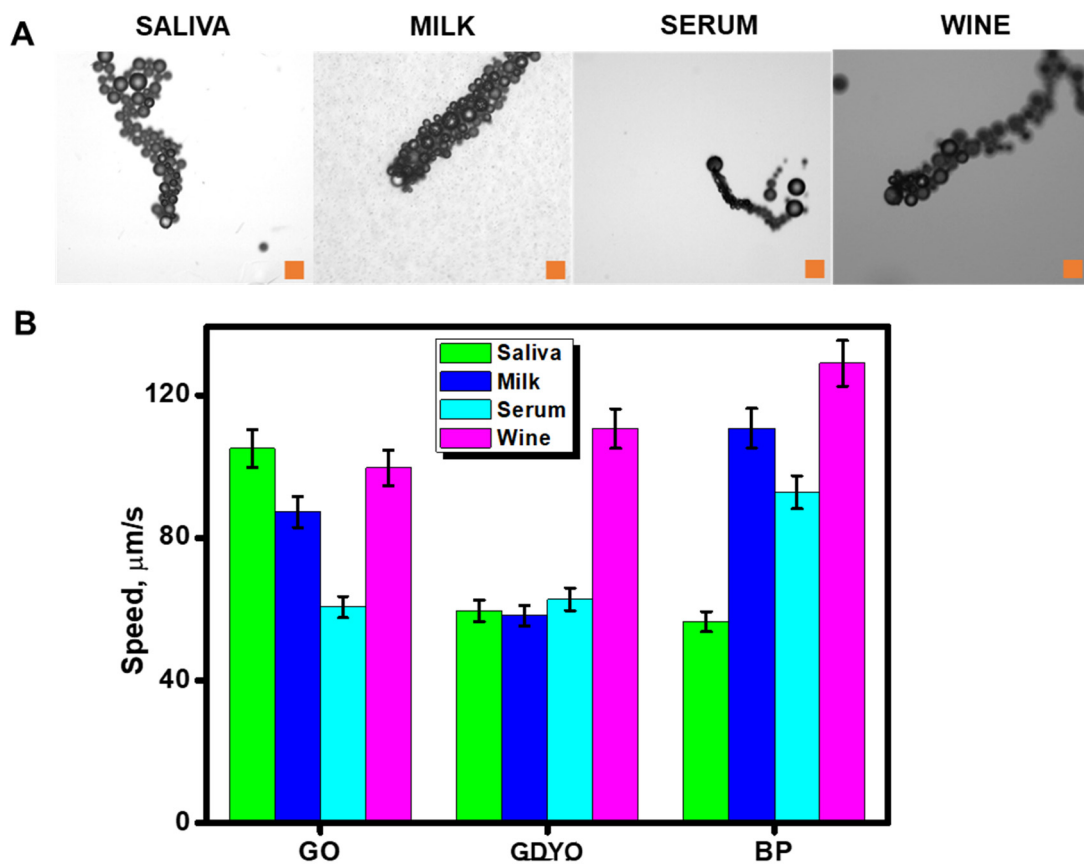 A
SALIVA MILK SERUM WINE
B
Saliva
Milk
Serum
Wine
120
80
40
0
Speed, μm/s
GO GDYO BP